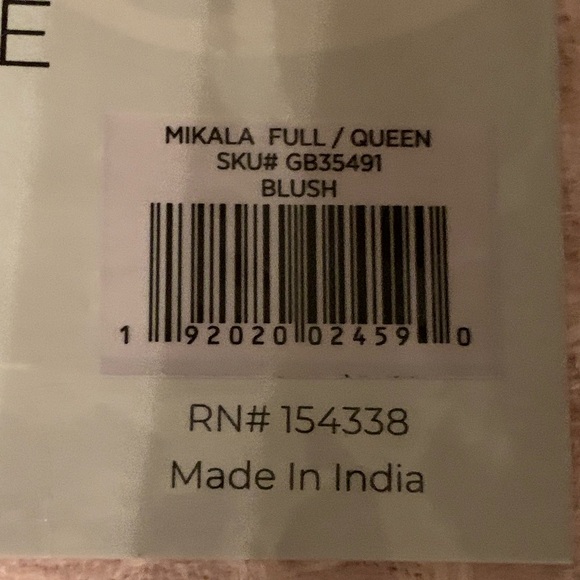 E
MIKALA FULL / QUEEN
SKU# GB35491
BLUSH
1 92020 02459 0
RN# 154338
Made In India